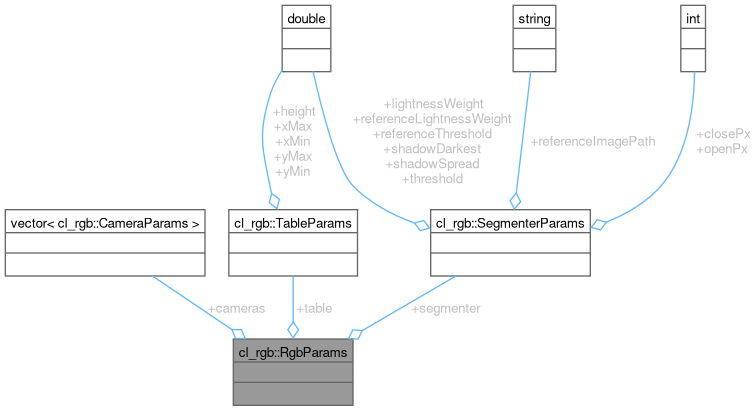 double
string
int
+height
+xMax
+xMin
+yMax
+yMin
+lightnessWeight
+referenceLightnessWeight
+referenceThreshold
+shadowDarkest
+shadowSpread
+threshold
+referenceImagePath
+closePx
+openPx
vector< cl_rgb::CameraParams >
cl_rgb::TableParams
cl_rgb::SegmenterParams
+cameras
+table
+segmenter
cl_rgb::RgbParams